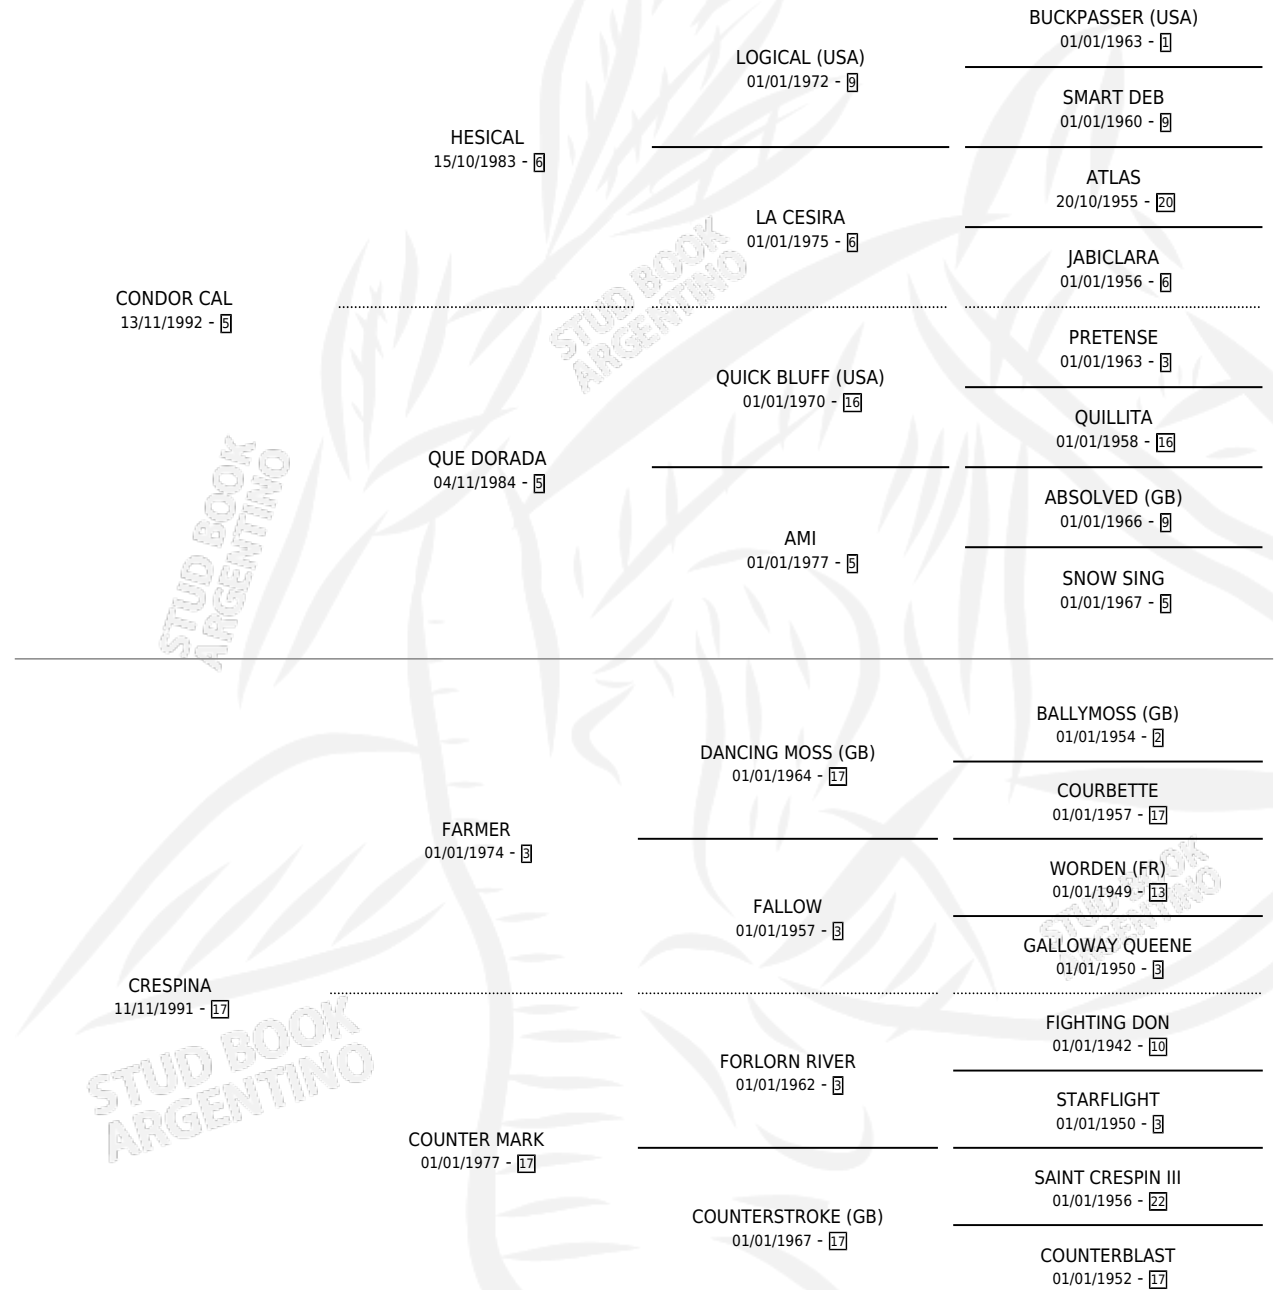 BUCKPASSER (USA)
01/01/1963 - 1
LOGICAL (USA)
01/01/1972 - 9
SMART DEB
01/01/1960 - 9
HESICAL
15/10/1983 - 6
ATLAS
20/10/1955 - 20
LA CESIRA
01/01/1975 - 6
JABICLARA
01/01/1956 - 6
CONDOR CAL
13/11/1992 - 5
PRETENSE
01/01/1963 - 3
QUICK BLUFF (USA)
01/01/1970 - 16
QUILLITA
01/01/1958 - 16
QUE DORADA
04/11/1984 - 5
ABSOLVED (GB)
01/01/1966 - 9
AMI
01/01/1977 - 5
SNOW SING
01/01/1967 - 5
BALLYMOSS (GB)
01/01/1954 - 2
DANCING MOSS (GB)
01/01/1964 - 17
COURBETTE
01/01/1957 - 17
FARMER
01/01/1974 - 3
WORDEN (FR)
01/01/1949 - 13
FALLOW
01/01/1957 - 3
GALLOWAY QUEENE
01/01/1950 - 3
CRESPINA
11/11/1991 - 17
FIGHTING DON
01/01/1942 - 10
FORLORN RIVER
01/01/1962 - 3
STARFLIGHT
01/01/1950 - 3
COUNTER MARK
01/01/1977 - 17
SAINT CRESPIN III
01/01/1956 - 22
COUNTERSTROKE (GB)
01/01/1967 - 17
COUNTERBLAST
01/01/1952 - 17
STUD BOOK
ARGENTINO
STUD BOOK
ARGENTINO
STUD BOOK
ARGENTINO
STUD BOOK
ARGENTINO